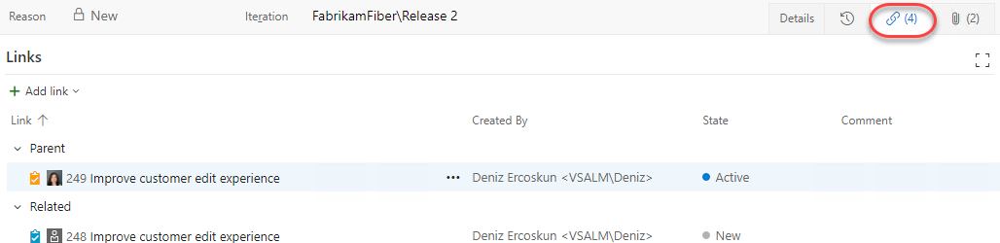 Reason New Iteration FabrikamFiber\Release 2 Details (4) (2)
Links
+ Add link
Link Created By State Comment
Parent
249 Improve customer edit experience ••• Deniz Ercoskun <VSALM\Deniz> Active
Related
248 Improve customer edit experience Deniz Ercoskun <VSALM\Deniz> New